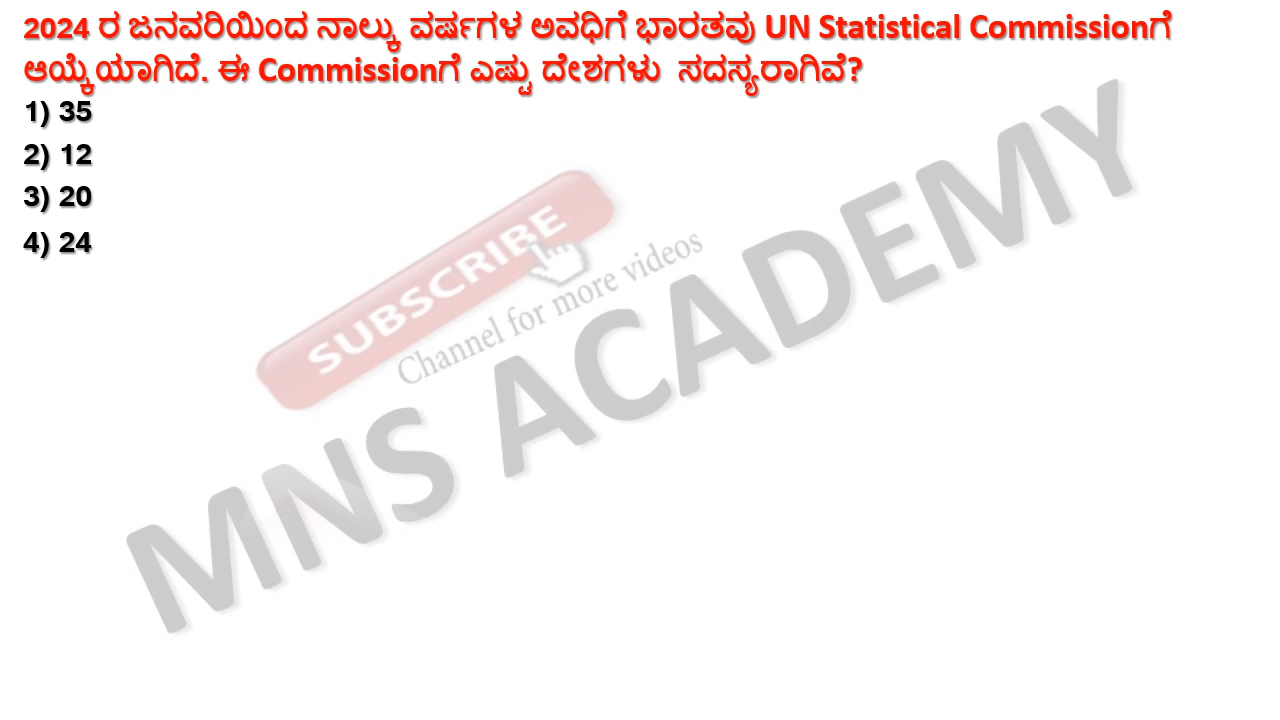 2024 ರ ಜನವರಿಯಿಂದ ನಾಲ್ಕು ವರ್ಷಗಳ ಅವಧಿಗೆ ಭಾರತವು UN Statistical Commissionಗೆ
ಆಯ್ಕೆಯಾಗಿದೆ. ಈ Commissionಗೆ ಎಷ್ಟು ದೇಶಗಳು ಸದಸ್ಯರಾಗಿವೆ?
1) 35
2) 12
3) 20
4) 24
SUBSCRIBE
Channel for more videos
MNS ACADEMY